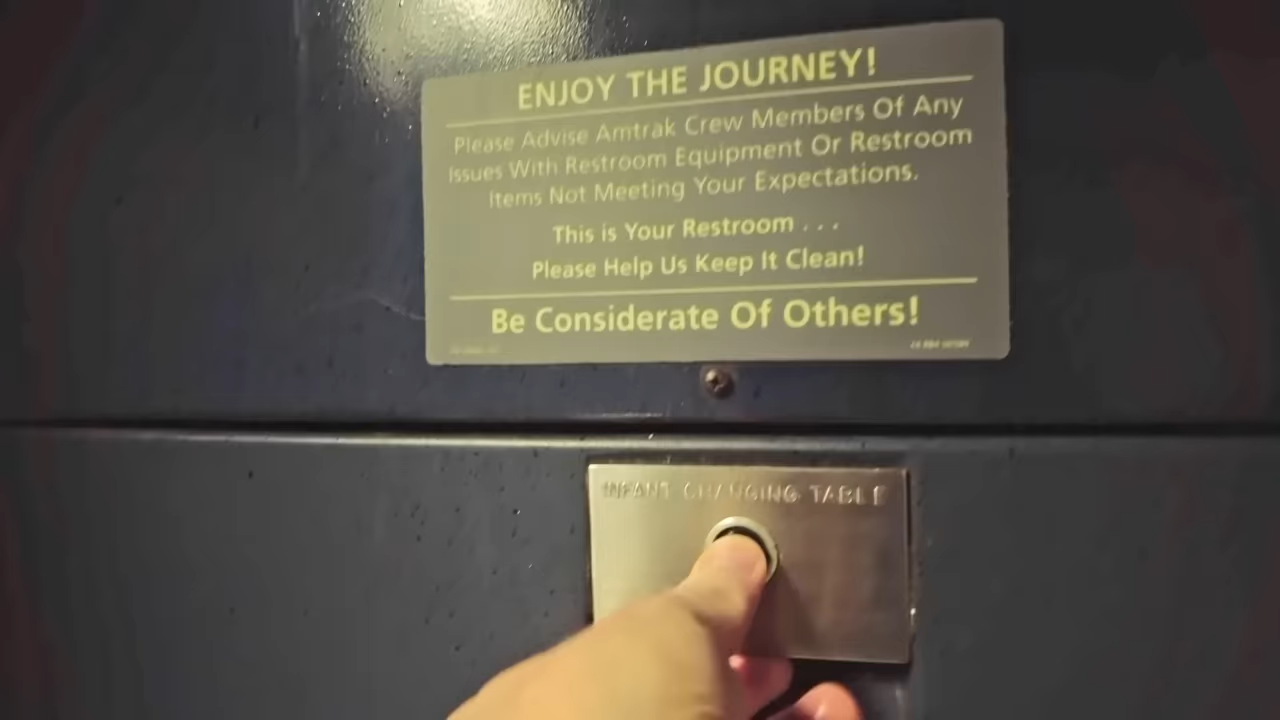 ENJOY THE JOURNEY!
Please Advise Amtrak Crew Members Of Any
Issues With Restroom Equipment Or Restroom
Items Not Meeting Your Expectations.
This is Your Restroom . . .
Please Help Us Keep It Clean!
Be Considerate Of Others!
INFANT CHANGING TABLE